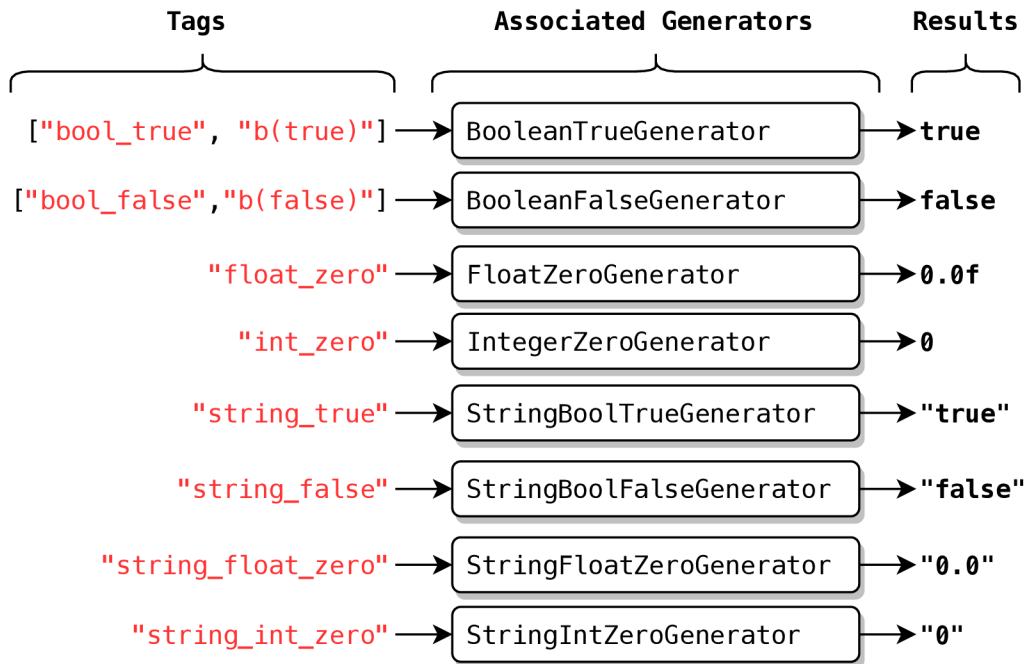 Tags Associated Generators Results
["bool_true", "b(true)"] BooleanTrueGenerator true
["bool_false","b(false)"] BooleanFalseGenerator false
"float_zero" FloatZeroGenerator 0.0f
"int_zero" IntegerZeroGenerator 0
"string_true" StringBoolTrueGenerator "true"
"string_false" StringBoolFalseGenerator "false"
"string_float_zero" StringFloatZeroGenerator "0.0"
"string_int_zero" StringIntZeroGenerator "0"